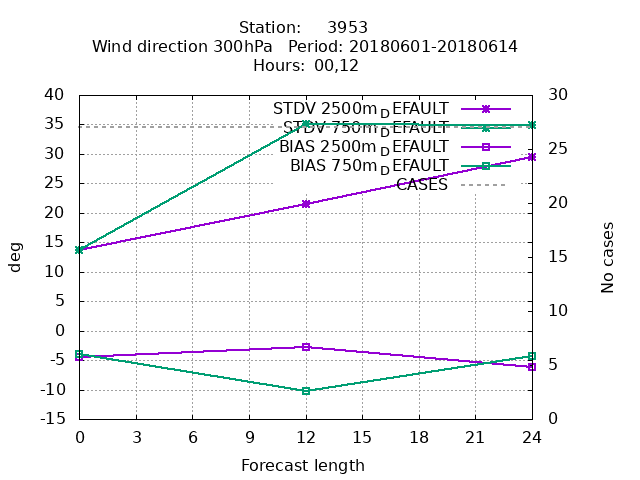 Station: 3953
Wind direction 300hPa Period: 20180601-20180614
Hours: 00,12
40
35
30
25
20
15
10
5
0
-5
-10
-15
30
25
20
15
10
5
0
STDV 2500m_DEFAULT
STDV 750m_DEFAULT
BIAS 2500m_DEFAULT
BIAS 750m_DEFAULT
CASES
deg
No cases
0 3 6 9 12 15 18 21 24
Forecast length